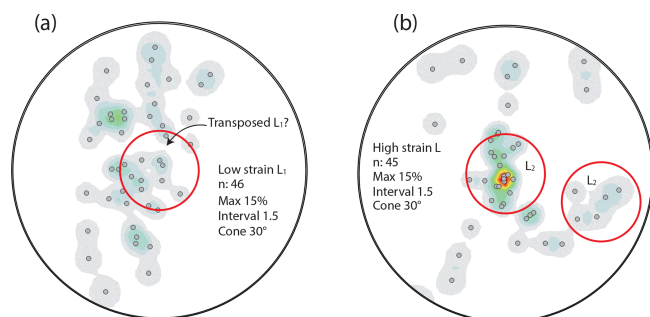 (a)
Transposed L₁?
Low strain L₁
n: 46
Max 15%
Interval 1.5
Cone 30°
(b)
High strain L
n: 45
Max 15%
Interval 1.5
Cone 30°
L₂
L₂